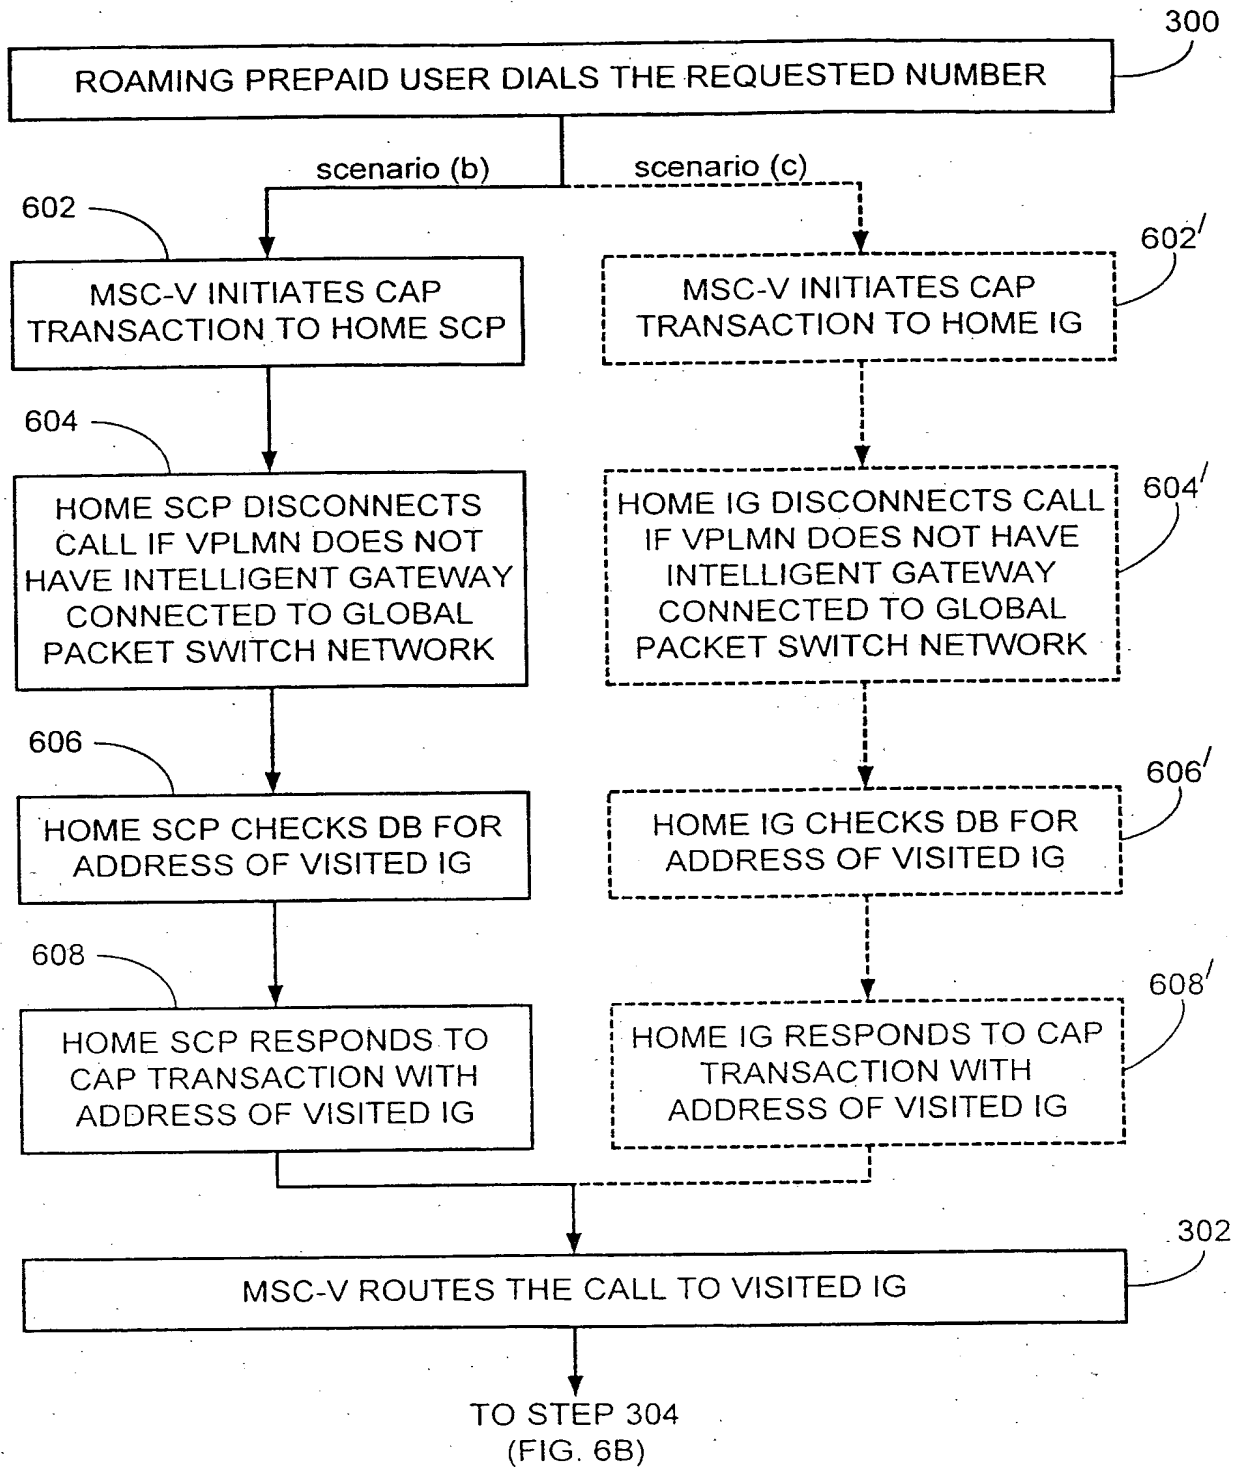 300
ROAMING PREPAID USER DIALS THE REQUESTED NUMBER
scenario (b)
scenario (c)
602
MSC-V INITIATES CAP
TRANSACTION TO HOME SCP
602'
MSC-V INITIATES CAP
TRANSACTION TO HOME IG
604
HOME SCP DISCONNECTS
CALL IF VPLMN DOES NOT
HAVE INTELLIGENT GATEWAY
CONNECTED TO GLOBAL
PACKET SWITCH NETWORK
604'
HOME IG DISCONNECTS CALL
IF VPLMN DOES NOT HAVE
INTELLIGENT GATEWAY
CONNECTED TO GLOBAL
PACKET SWITCH NETWORK
606
HOME SCP CHECKS DB FOR
ADDRESS OF VISITED IG
606'
HOME IG CHECKS DB FOR
ADDRESS OF VISITED IG
608
HOME SCP RESPONDS TO
CAP TRANSACTION WITH
ADDRESS OF VISITED IG
608'
HOME IG RESPONDS TO CAP
TRANSACTION WITH
ADDRESS OF VISITED IG
302
MSC-V ROUTES THE CALL TO VISITED IG
TO STEP 304
(FIG. 6B)